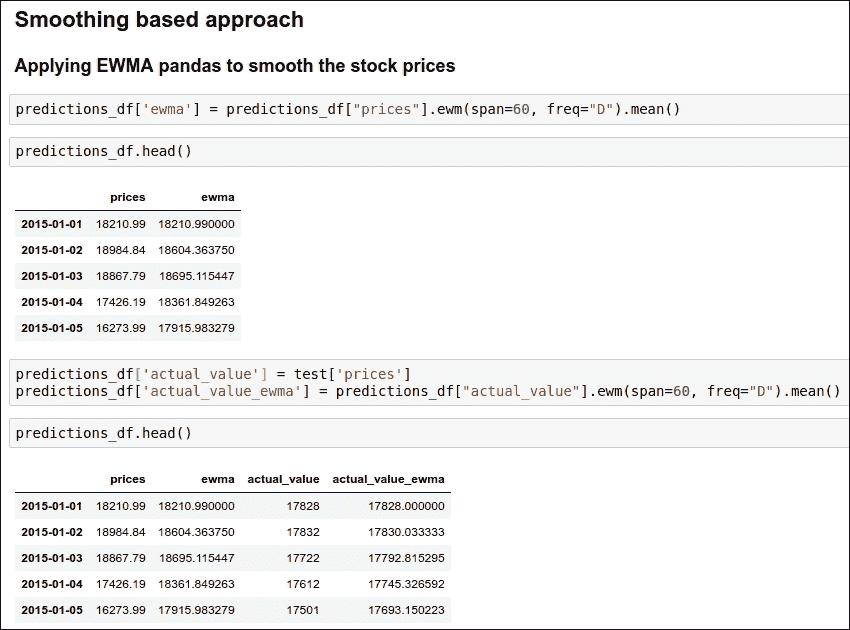 Smoothing based approach
Applying EWMA pandas to smooth the stock prices
predictions_df['ewma'] = predictions_df["prices"].ewm(span=60, freq="D").mean()
predictions_df.head()
prices ewma
2015-01-01 18210.99 18210.990000
2015-01-02 18984.84 18604.363750
2015-01-03 18867.79 18695.115447
2015-01-04 17426.19 18361.849263
2015-01-05 16273.99 17915.983279
predictions_df['actual_value'] = test['prices']
predictions_df['actual_value_ewma'] = predictions_df["actual_value"].ewm(span=60, freq="D").mean()
predictions_df.head()
prices ewma actual_value actual_value_ewma
2015-01-01 18210.99 18210.990000 17828 17828.000000
2015-01-02 18984.84 18604.363750 17832 17830.033333
2015-01-03 18867.79 18695.115447 17722 17792.815295
2015-01-04 17426.19 18361.849263 17612 17745.326592
2015-01-05 16273.99 17915.983279 17501 17693.150223